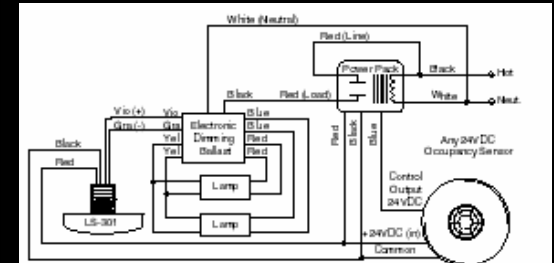 White (Neutral)
Red (Line)
Power Pack
Black
Hot
Black
Red (Load)
White
Neut.
Vio (+)
Vio
Blue
Gra (-)
Gra
Blue
Yel
Electronic
Red
Yel
Dimming
Red
Ballast
Black
Red
Red
Black
Blue
Any 24VDC
Occupancy Sensor
Lamp
Control
Output
24VDC
LS-301
Lamp
+24VDC (in)
Common